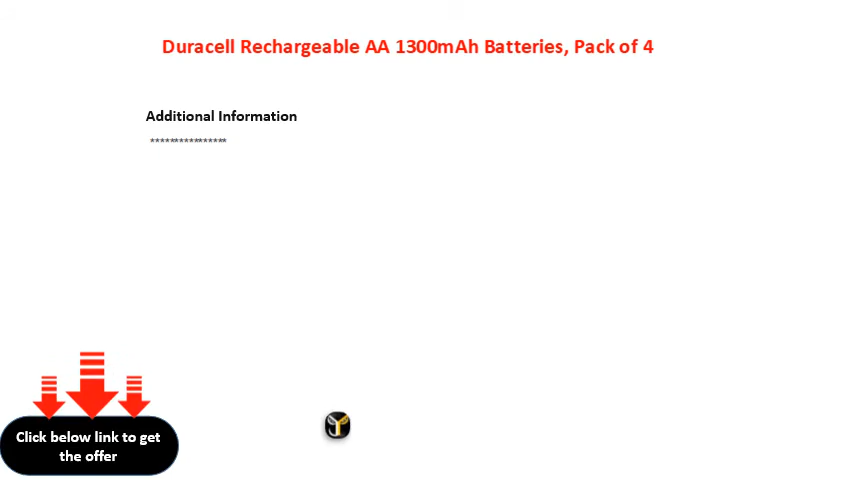 Duracell Rechargeable AA 1300mAh Batteries, Pack of 4
Additional Information
****************
Click below link to get
the offer